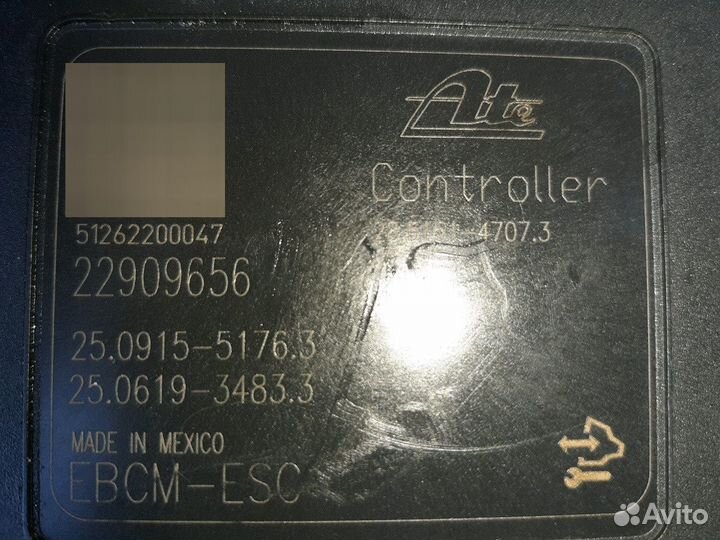 Ate
Controller
51262200047
4707.3
22909656
25.0915-5176.3
25.0619-3483.3
MADE IN MEXICO
EBCM-ESC
Avito